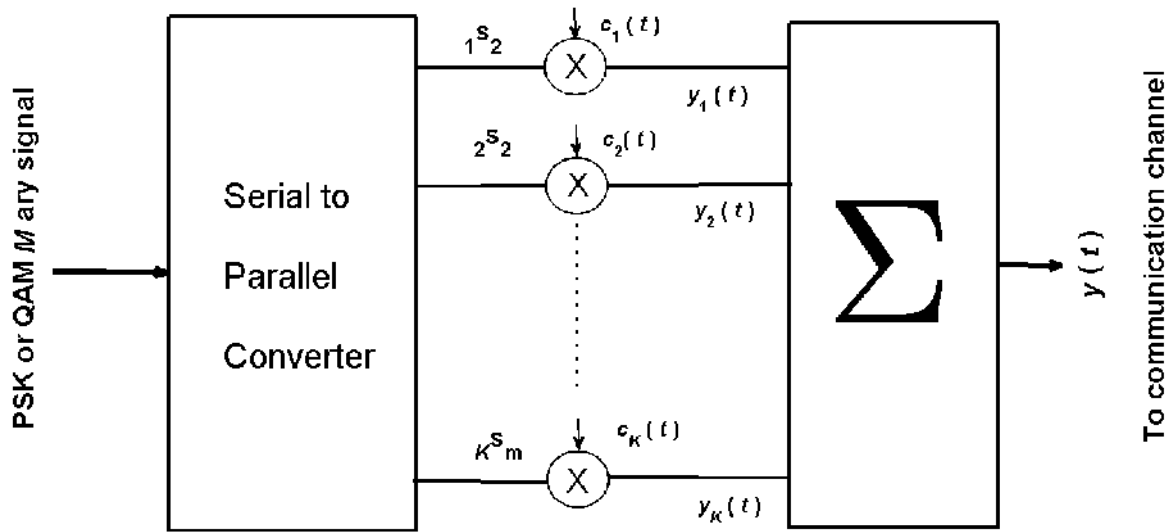 PSK or QAM M ary signal
Serial to
Parallel
Converter
1S2
c1(t)
X
y1(t)
2S2
c2(t)
X
y2(t)
KSm
cK(t)
X
yK(t)
Σ
y(t)
To communication channel